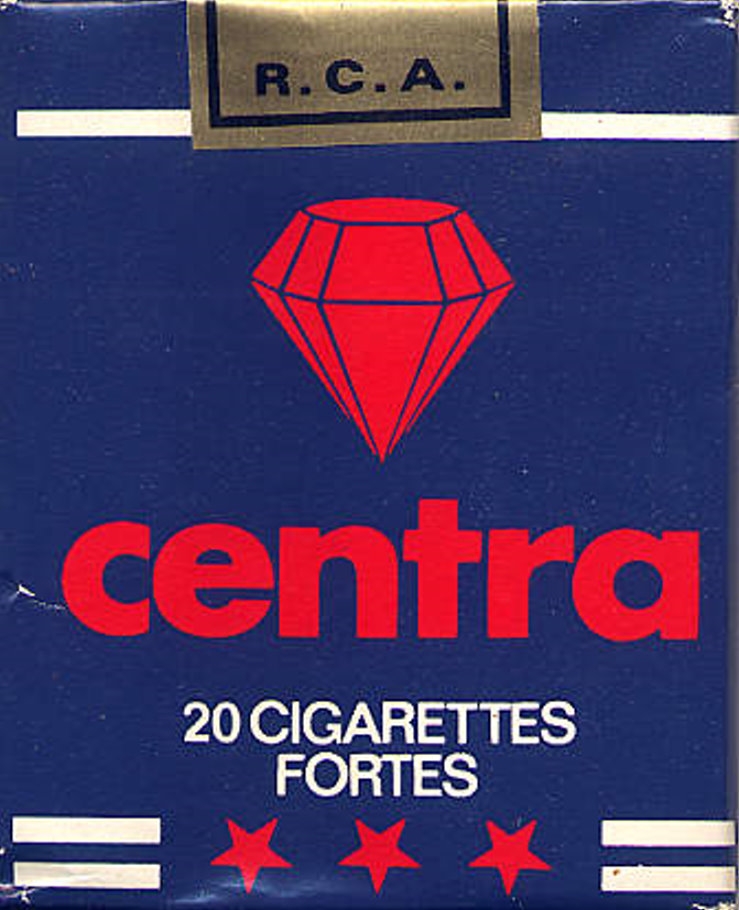 R.C.A.
centra
20 CIGARETTES
FORTES